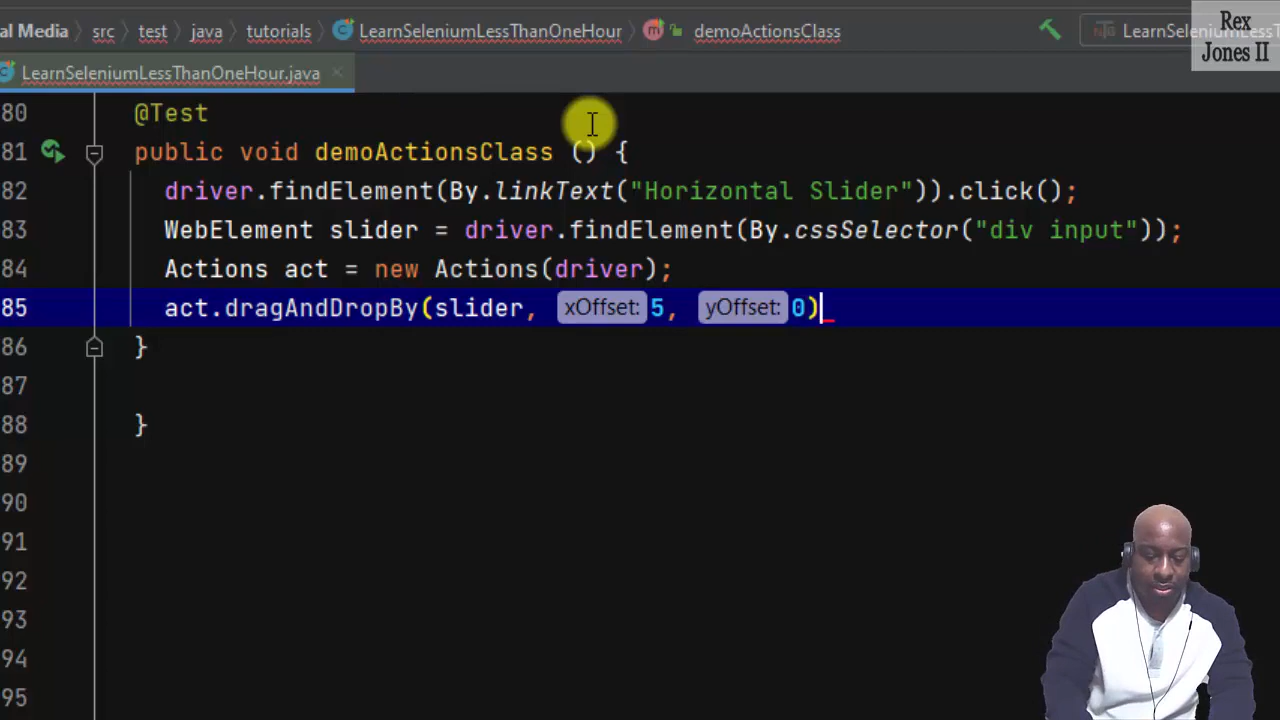 al Media src test java tutorials LearnSeleniumLessThanOneHour m demoActionsClass LearnSeleniumLessT
Rex
Jones II
LearnSeleniumLessThanOneHour.java
80 @Test
81 public void demoActionsClass () {
82 driver.findElement(By.linkText("Horizontal Slider")).click();
83 WebElement slider = driver.findElement(By.cssSelector("div input"));
84 Actions act = new Actions(driver);
85 act.dragAndDropBy(slider, xOffset: 5, yOffset: 0)
86 }
87
88 }
89
90
91
92
93
94
95